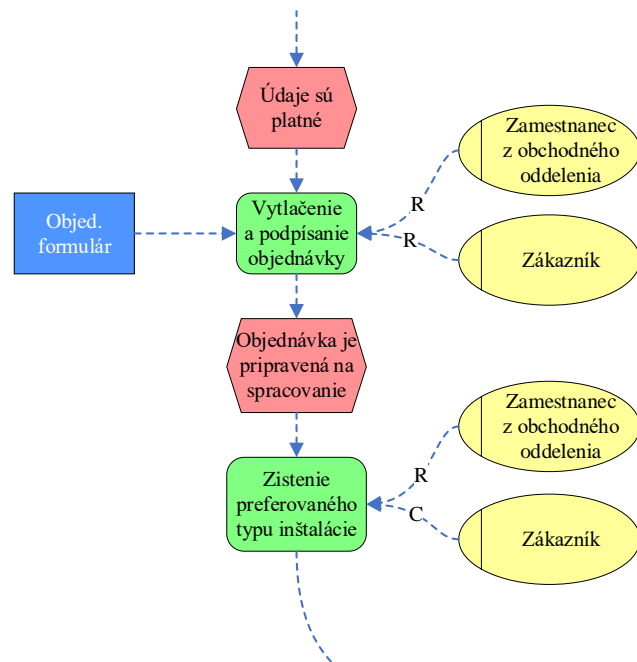 Údaje sú
platné
Zamestnanec
z obchodného
oddelenia
R
Objed.
formulár
Vytlačenie
a podpísanie
objednávky
R
Zákazník
Objednávka je
pripravená na
spracovanie
Zamestnanec
z obchodného
oddelenia
R
Zistenie
preferovaného
typu inštalácie
C
Zákazník